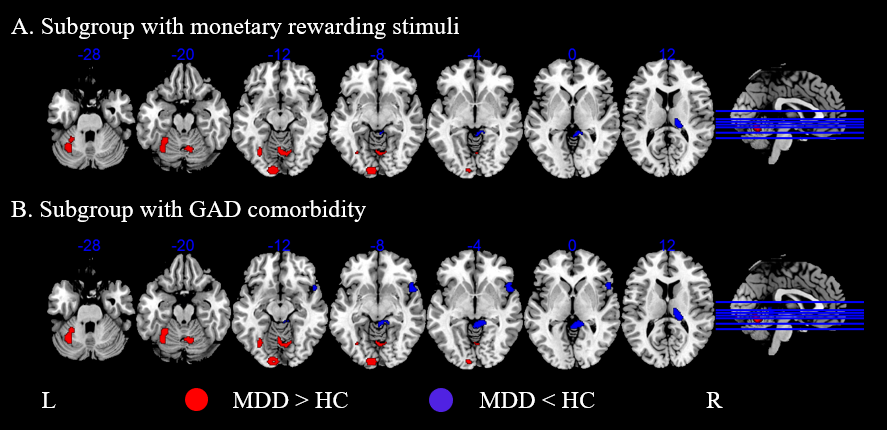 A. Subgroup with monetary rewarding stimuli
-28 -20 -12 -8 -4 0 12
B. Subgroup with GAD comorbidity
-28 -20 -12 -8 -4 0 12
L MDD > HC MDD < HC R